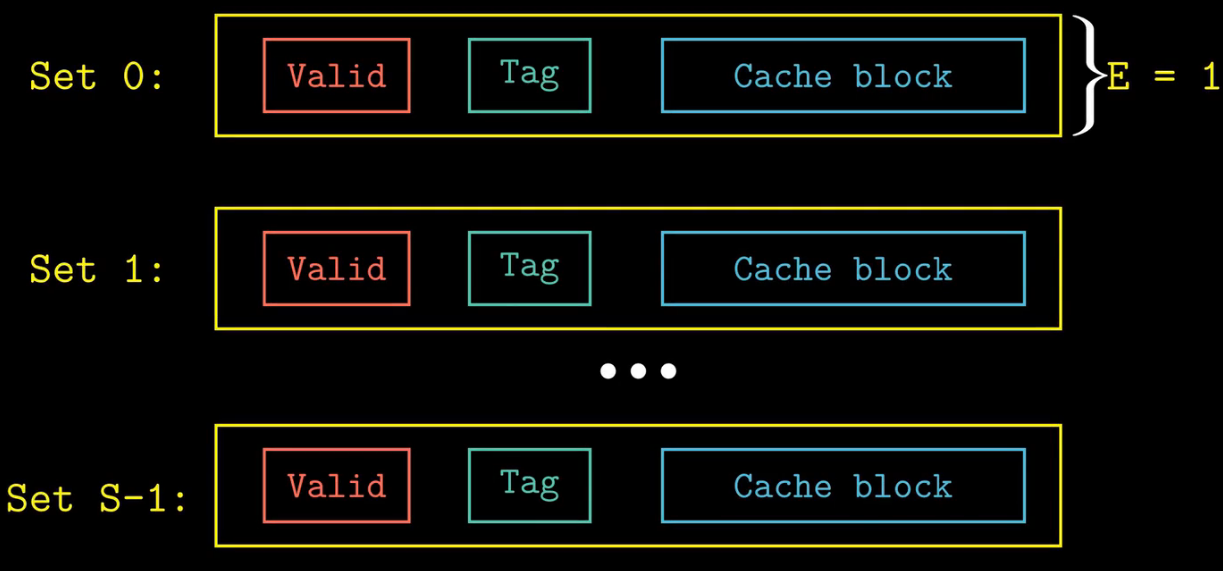 Set 0: Valid Tag Cache block E = 1
Set 1: Valid Tag Cache block
Set S-1: Valid Tag Cache block